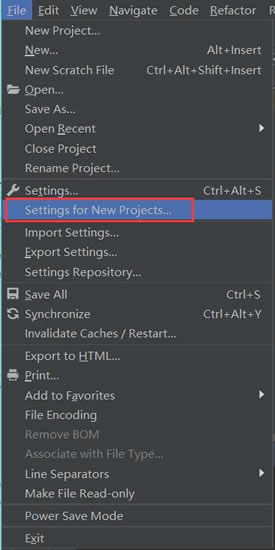 File Edit View Navigate Code Refactor R
New Project...
New... Alt+Insert
New Scratch File Ctrl+Alt+Shift+Insert
Open...
Save As...
Open Recent
Close Project
Rename Project...
Settings... Ctrl+Alt+S
Settings for New Projects...
Import Settings...
Export Settings...
Settings Repository...
Save All Ctrl+S
Synchronize Ctrl+Alt+Y
Invalidate Caches / Restart...
Export to HTML...
Print...
Add to Favorites
File Encoding
Remove BOM
Associate with File Type...
Line Separators
Make File Read-only
Power Save Mode
Exit